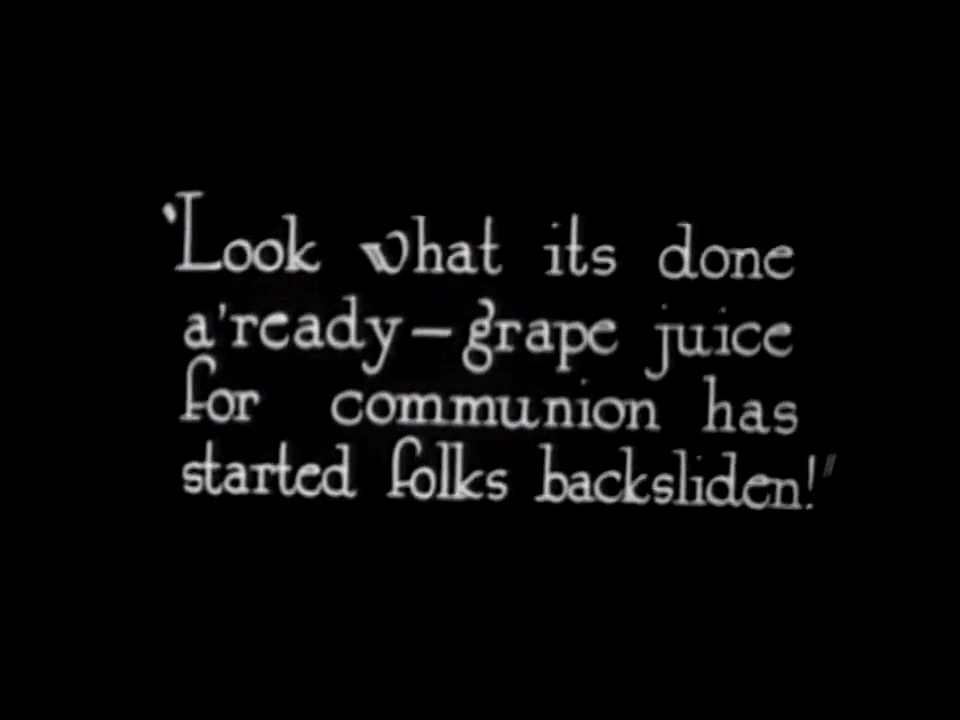 "Look what its done
a'ready—grape juice
for communion has
started folks backsliden!"